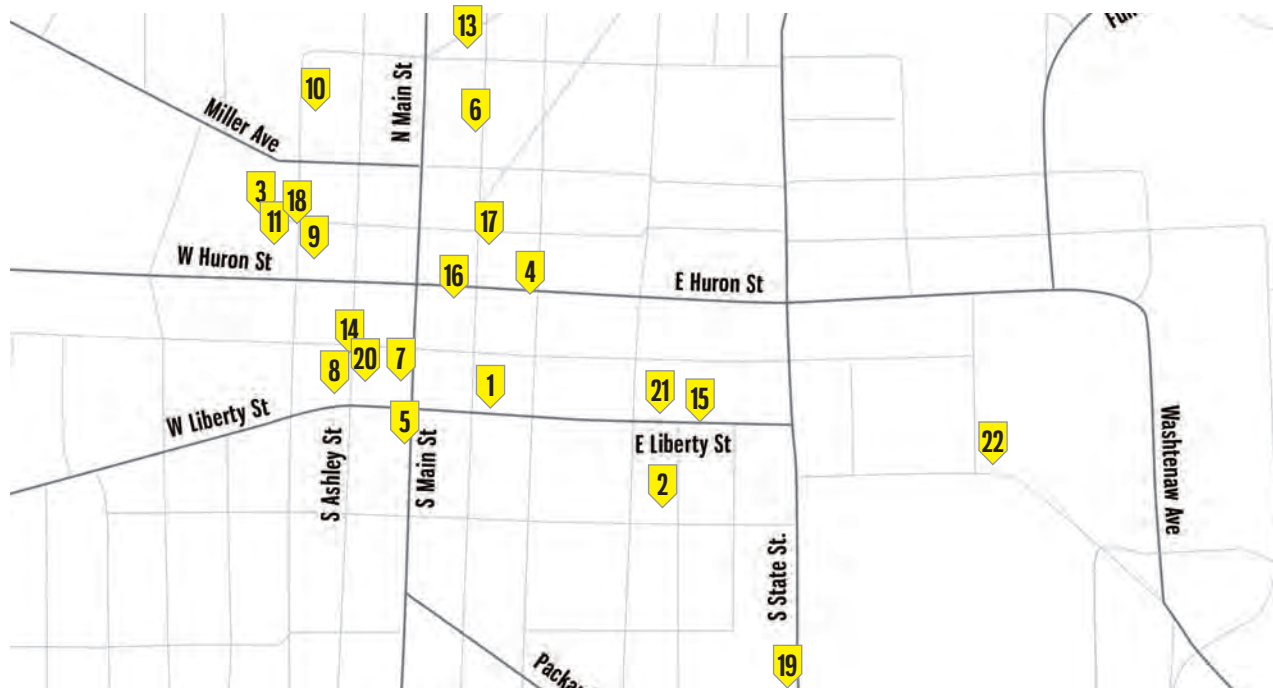 13
10
6
N Main St
Miller Ave
3
18
11
9
17
W Huron St
16
4
E Huron St
14
20
7
8
1
21
15
5
W Liberty St
E Liberty St
22
S Ashley St
S Main St
2
Washtenaw Ave
S State St.
19